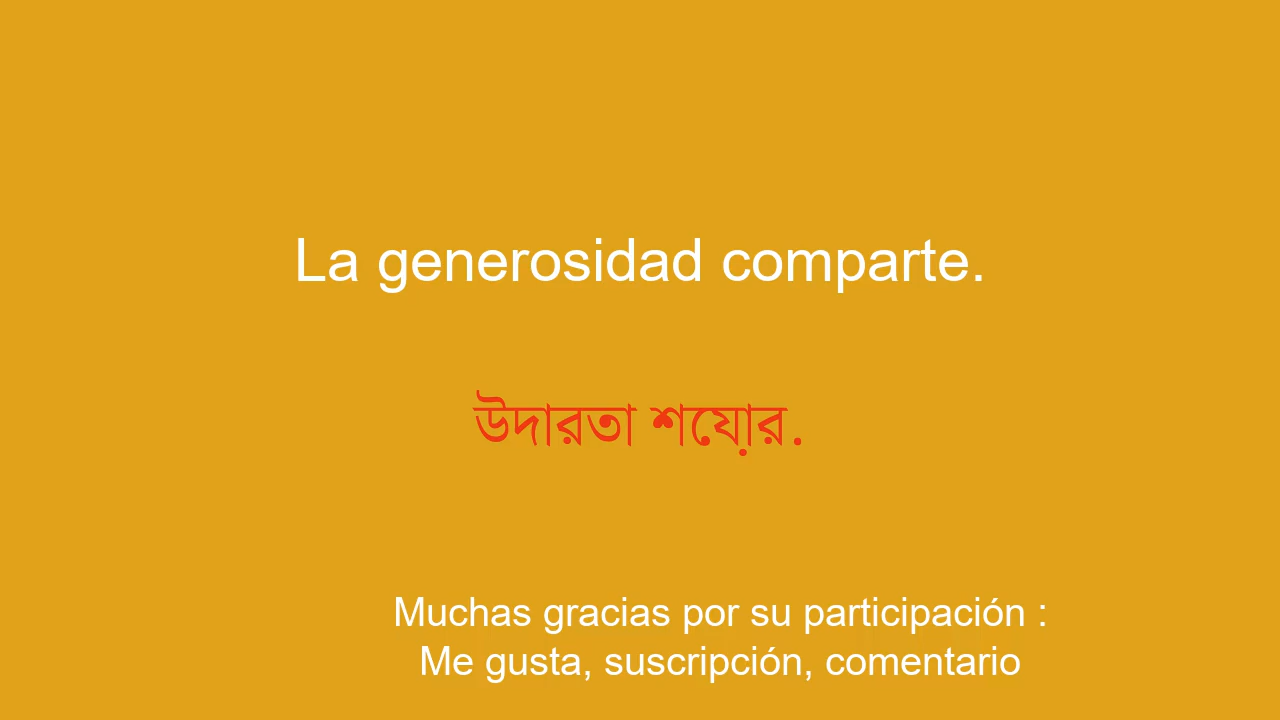 La generosidad comparte.
উদারতা শেয়ার.
Muchas gracias por su participación :
Me gusta, suscripción, comentario